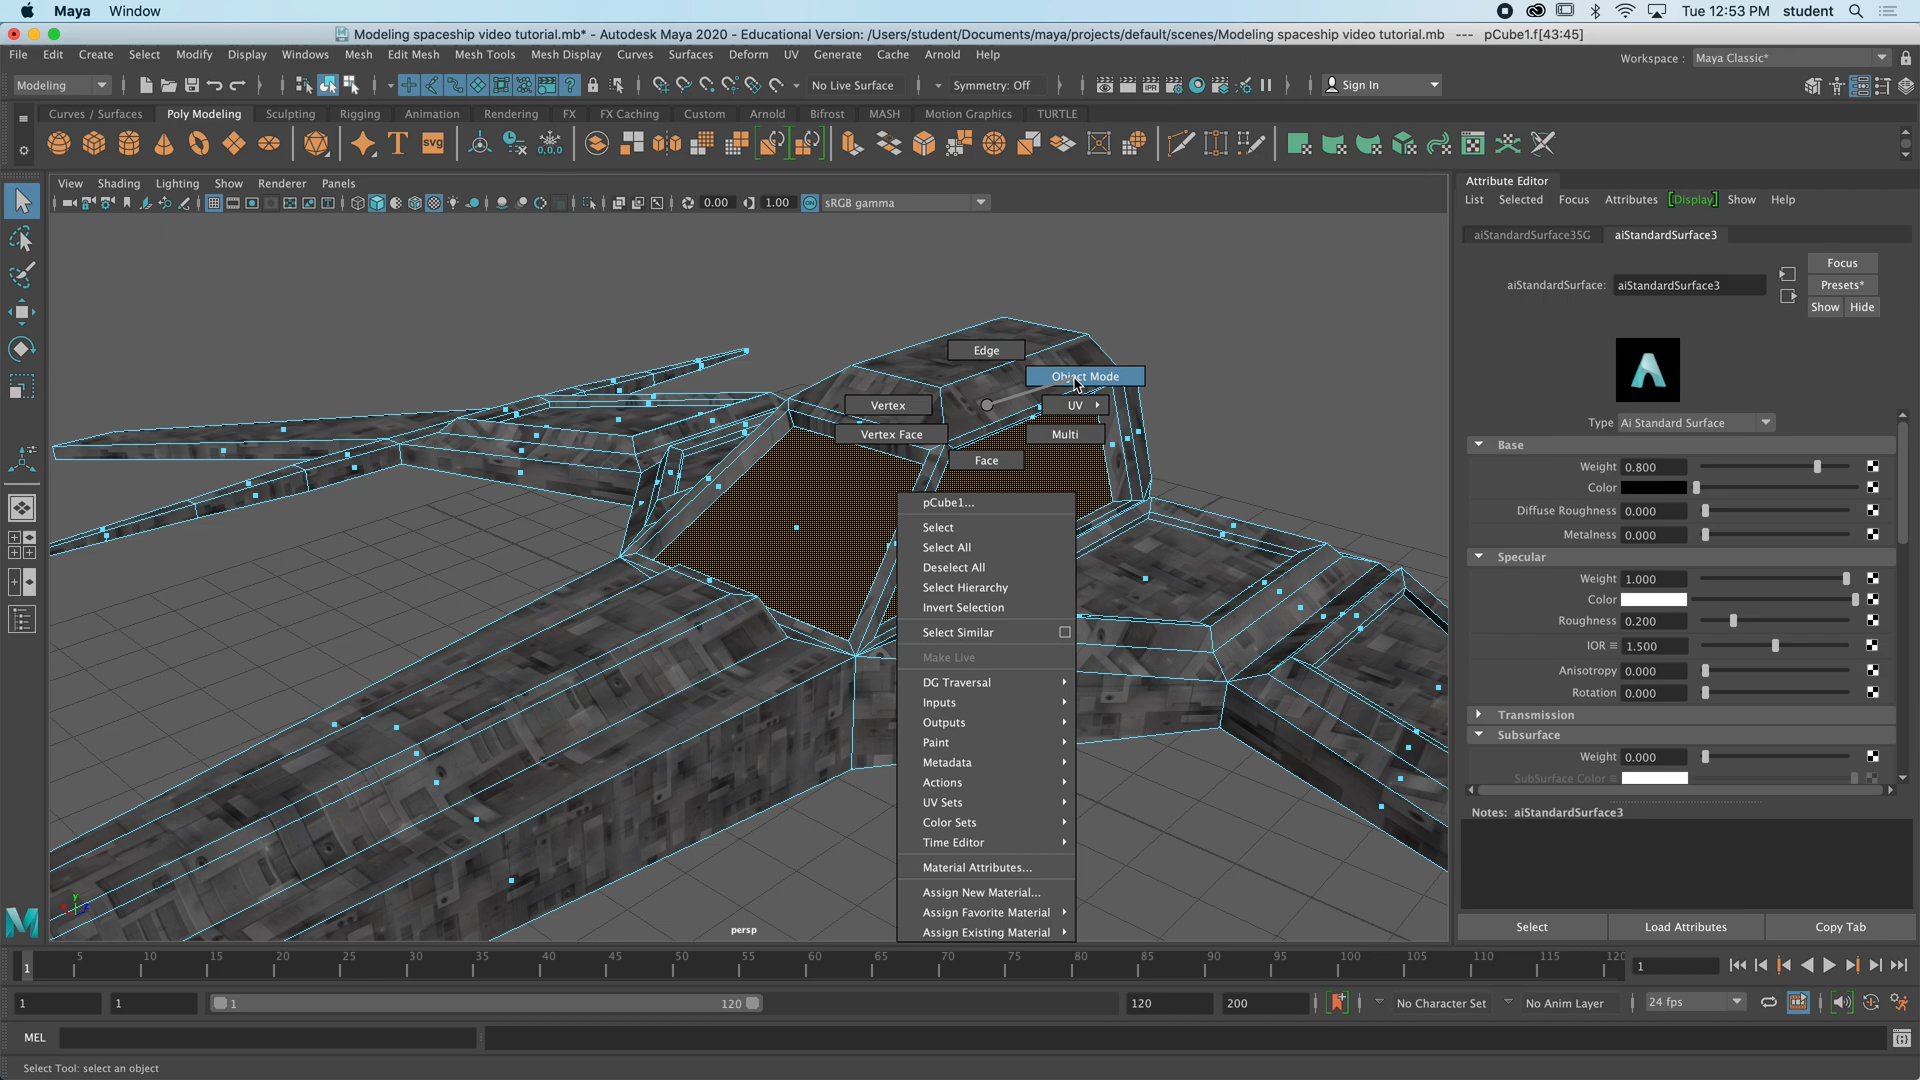 Maya Window Tue 12:53 PM student
Modeling spaceship video tutorial.mb* - Autodesk Maya 2020 - Educational Version: /Users/student/Documents/maya/projects/default/scenes/Modeling spaceship video tutorial.mb --- pCube1.f[43:45]
File Edit Create Select Modify Display Windows Mesh Edit Mesh Mesh Tools Mesh Display Curves Surfaces Deform UV Generate Cache Arnold Help Workspace : Maya Classic*
Modeling No Live Surface Symmetry: Off Sign In
Curves / Surfaces Poly Modeling Sculpting Rigging Animation Rendering FX FX Caching Custom Arnold Bifrost MASH Motion Graphics TURTLE
T SVG 0,0,0
View Shading Lighting Show Renderer Panels
0.00 1.00 ON sRGB gamma
Attribute Editor
List Selected Focus Attributes [Display] Show Help
aiStandardSurface3SG aiStandardSurface3
aiStandardSurface: aiStandardSurface3
Focus
Presets*
Show Hide
Type Ai Standard Surface
Base
Weight 0.800
Color
Diffuse Roughness 0.000
Metalness 0.000
Specular
Weight 1.000
Color
Roughness 0.200
IOR 1.500
Anisotropy 0.000
Rotation 0.000
Transmission
Subsurface
Weight 0.000
SubSurface Color
Notes: aiStandardSurface3
Select Load Attributes Copy Tab
Edge
Object Mode
Vertex UV
Vertex Face Multi
Face
pCube1...
Select
Select All
Deselect All
Select Hierarchy
Invert Selection
Select Similar
Make Live
DG Traversal
Inputs
Outputs
Paint
Metadata
Actions
UV Sets
Color Sets
Time Editor
Material Attributes...
Assign New Material...
Assign Favorite Material
Assign Existing Material
persp
1 5 10 15 20 25 30 35 40 45 50 55 60 65 70 75 80 85 90 95 100 105 110 115 120 1
1 1 1 120 120 200 No Character Set No Anim Layer 24 fps
MEL
Select Tool: select an object